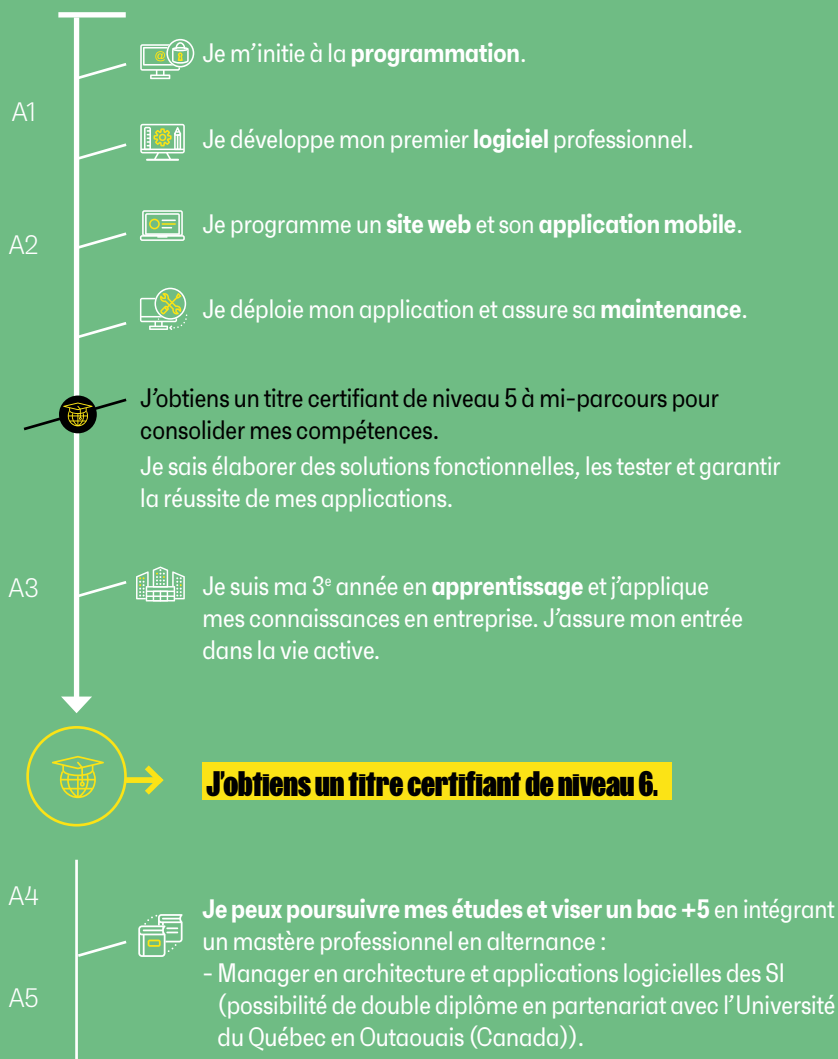 Je m'initie à la programmation.
A1
Je développe mon premier logiciel professionnel.
Je programme un site web et son application mobile.
A2
Je déploie mon application et assure sa maintenance.
J'obtiens un titre certifiant de niveau 5 à mi-parcours pour
consolider mes compétences.
Je sais élaborer des solutions fonctionnelles, les tester et garantir
la réussite de mes applications.
A3
Je suis ma 3e année en apprentissage et j'applique
mes connaissances en entreprise. J'assure mon entrée
dans la vie active.
J'obtiens un titre certifiant de niveau 6.
A4
Je peux poursuivre mes études et viser un bac +5 en intégrant
un mastère professionnel en alternance :
- Manager en architecture et applications logicielles des SI
A5
(possibilité de double diplôme en partenariat avec l'Université
du Québec en Outaouais (Canada)).